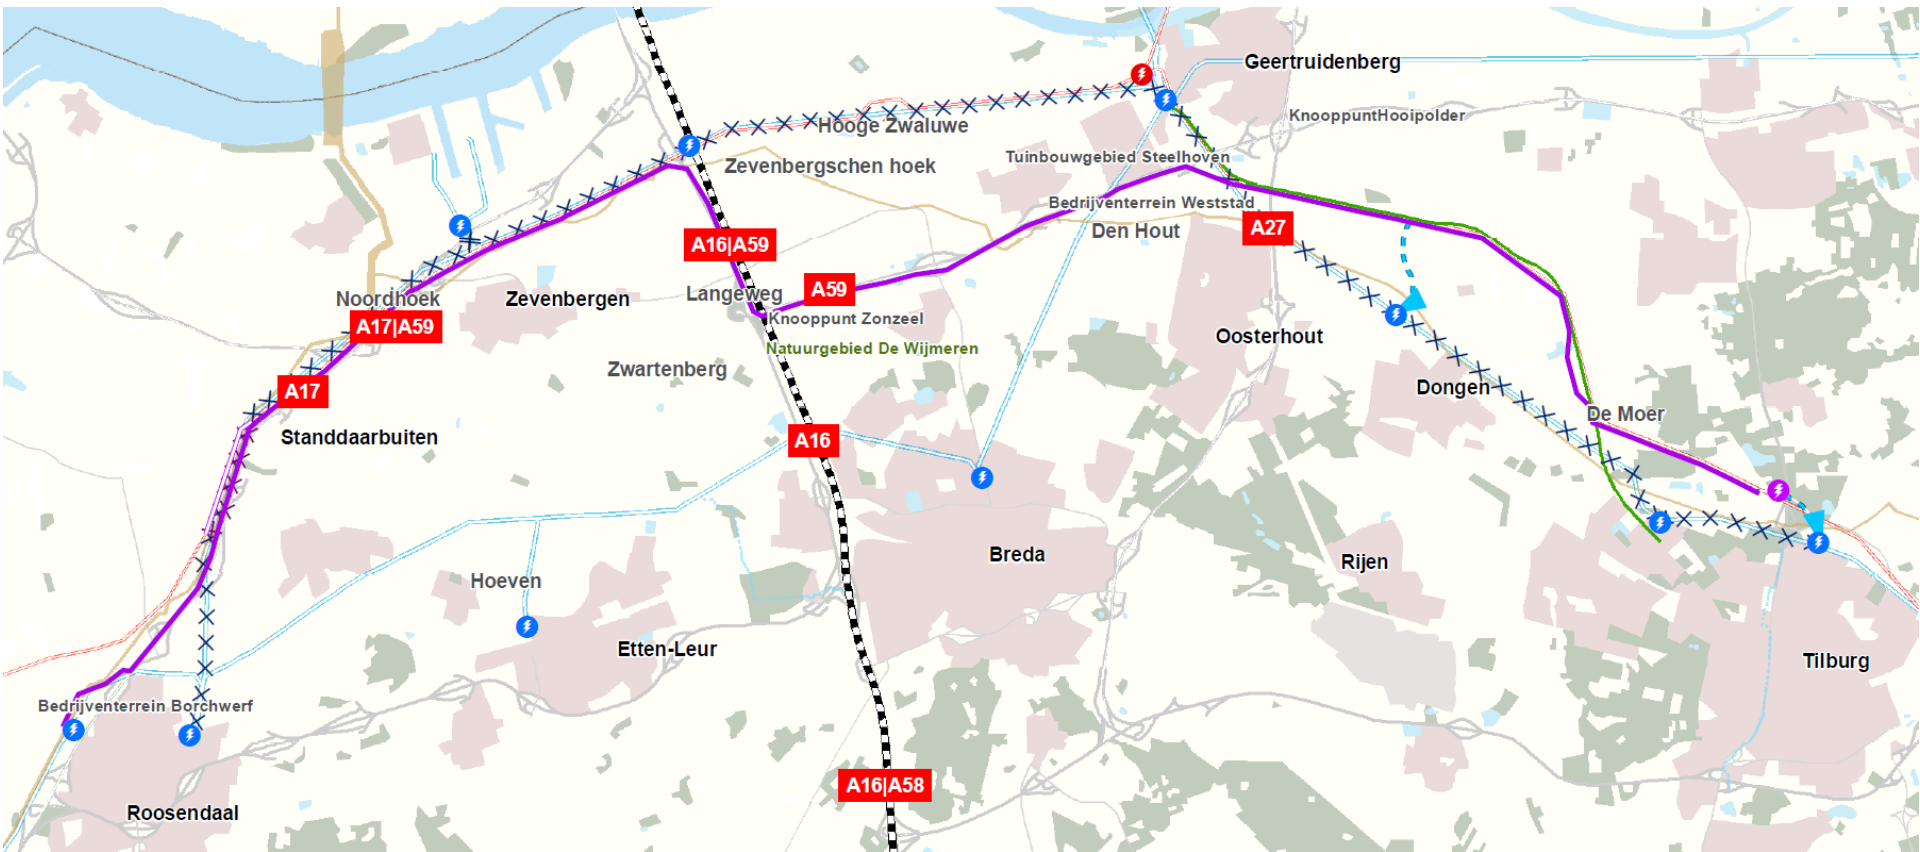 Geertruidenberg
KnooppuntHooipolder
Hooge Zwaluwe
Tuinbouwgebied Steelhoven
Zevenbergschen hoek
Bedrijventerrein Weststad
A27
Den Hout
A16|A59
A59
Langeweg
Noordhoek
Zevenbergen
A17|A59
Knooppunt Zonzeel
Oosterhout
Natuurgebied De Wijmeren
Zwartenberg
A17
Dongen
De Moer
Standdaarbuiten
A16
Breda
Rijen
Hoeven
Etten-Leur
Tilburg
Bedrijventerrein Borchwerf
A16|A58
Roosendaal